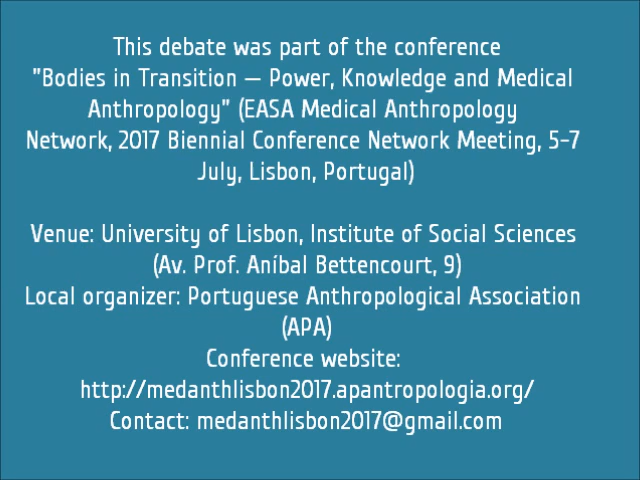 This debate was part of the conference
"Bodies in Transition — Power, Knowledge and Medical
Anthropology" (EASA Medical Anthropology
Network, 2017 Biennial Conference Network Meeting, 5-7
July, Lisbon, Portugal)
Venue: University of Lisbon, Institute of Social Sciences
(Av. Prof. Aníbal Bettencourt, 9)
Local organizer: Portuguese Anthropological Association
(APA)
Conference website:
http://medanthlisbon2017.apantropologia.org/
Contact: medanthlisbon2017@gmail.com